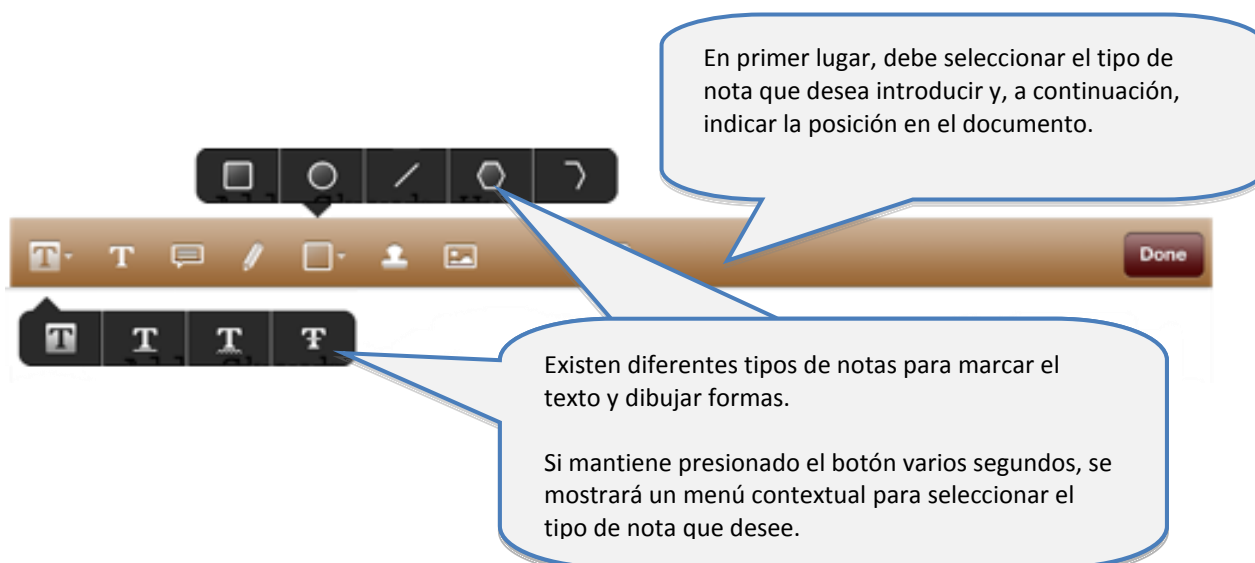 En primer lugar, debe seleccionar el tipo de
nota que desea introducir y, a continuación,
indicar la posición en el documento.
Done
Existen diferentes tipos de notas para marcar el
texto y dibujar formas.
Si mantiene presionado el botón varios segundos, se
mostrará un menú contextual para seleccionar el
tipo de nota que desee.